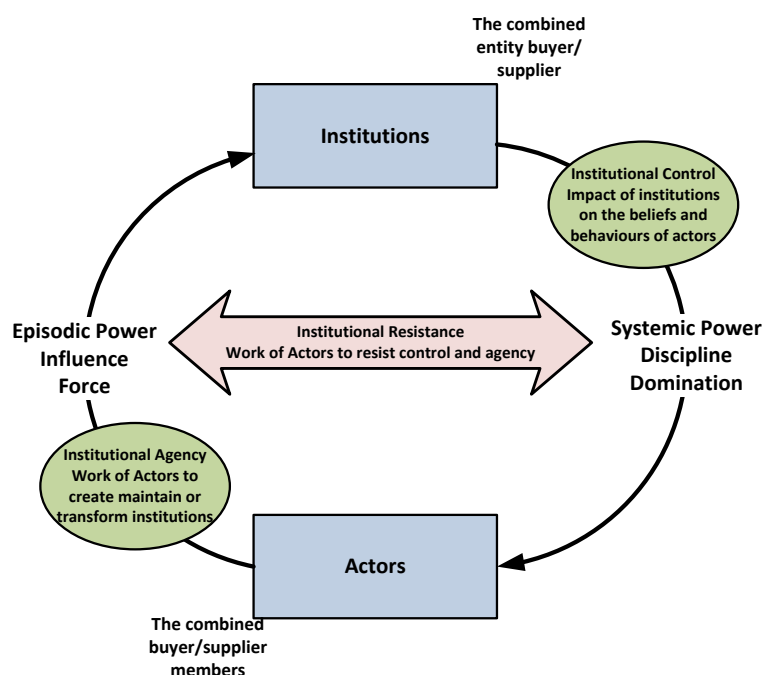 The combined
entity buyer/
supplier
Institutions
Institutional Control
Impact of institutions
on the beliefs and
behaviours of actors
Episodic Power
Influence
Force
Institutional Resistance
Work of Actors to resist control and agency
Systemic Power
Discipline
Domination
Institutional Agency
Work of Actors to
create maintain or
transform institutions
Actors
The combined
buyer/supplier
members